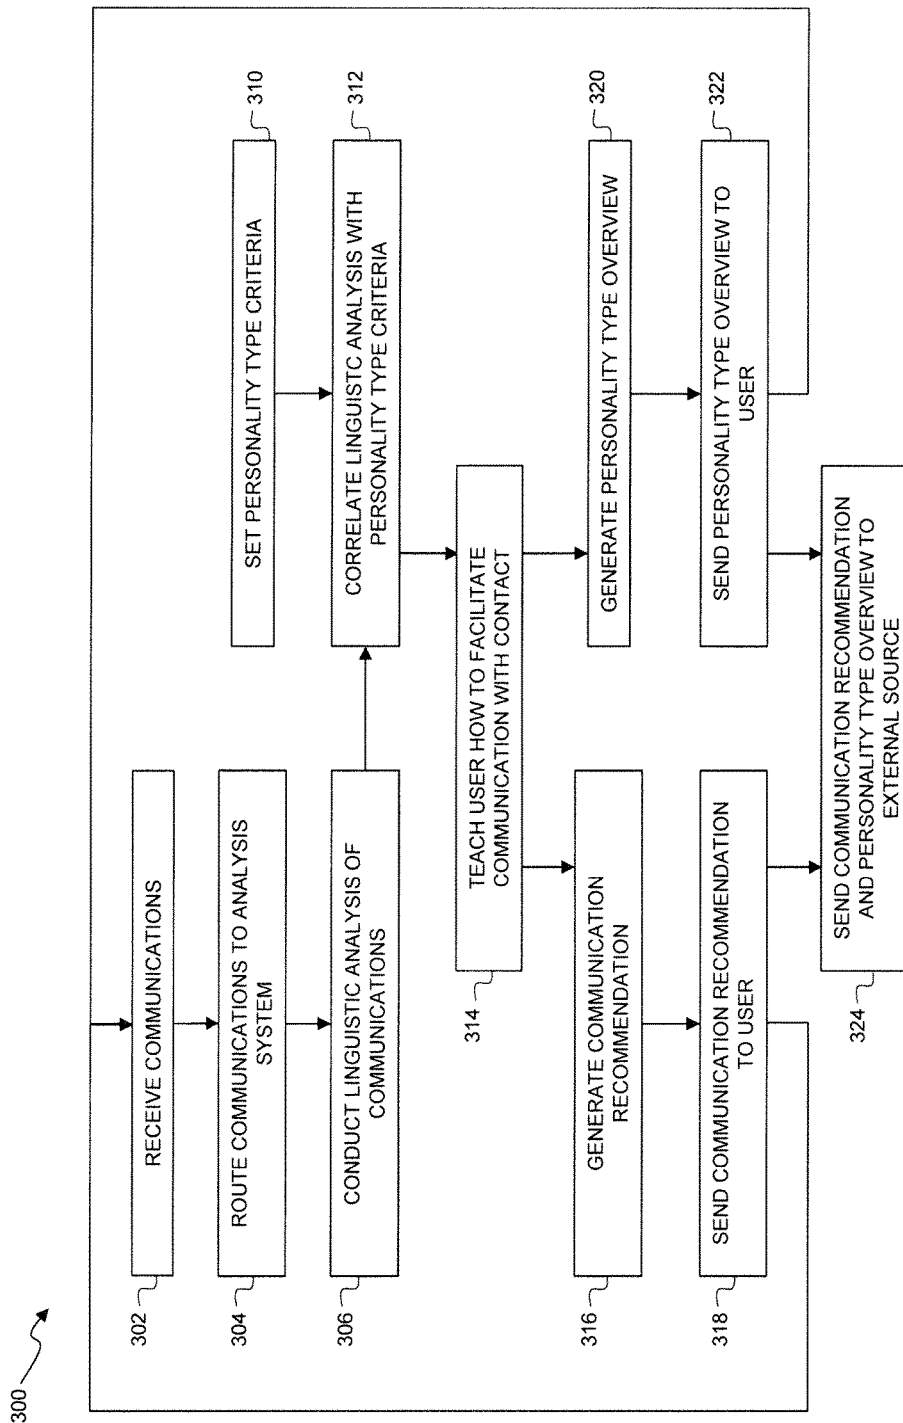 300
302
RECEIVE COMMUNICATIONS
304
ROUTE COMMUNICATIONS TO ANALYSIS
SYSTEM
306
CONDUCT LINGUISTIC ANALYSIS OF
COMMUNICATIONS
SET PERSONALITY TYPE CRITERIA
310
CORRELATE LINGUISTC ANALYSIS WITH
PERSONALITY TYPE CRITERIA
312
314
TEACH USER HOW TO FACILITATE
COMMUNICATION WITH CONTACT
316
GENERATE COMMUNICATION
RECOMMENDATION
318
SEND COMMUNICATION RECOMMENDATION
TO USER
GENERATE PERSONALITY TYPE OVERVIEW
320
SEND PERSONALITY TYPE OVERVIEW TO
USER
322
324
SEND COMMUNICATION RECOMMENDATION
AND PERSONALITY TYPE OVERVIEW TO
EXTERNAL SOURCE